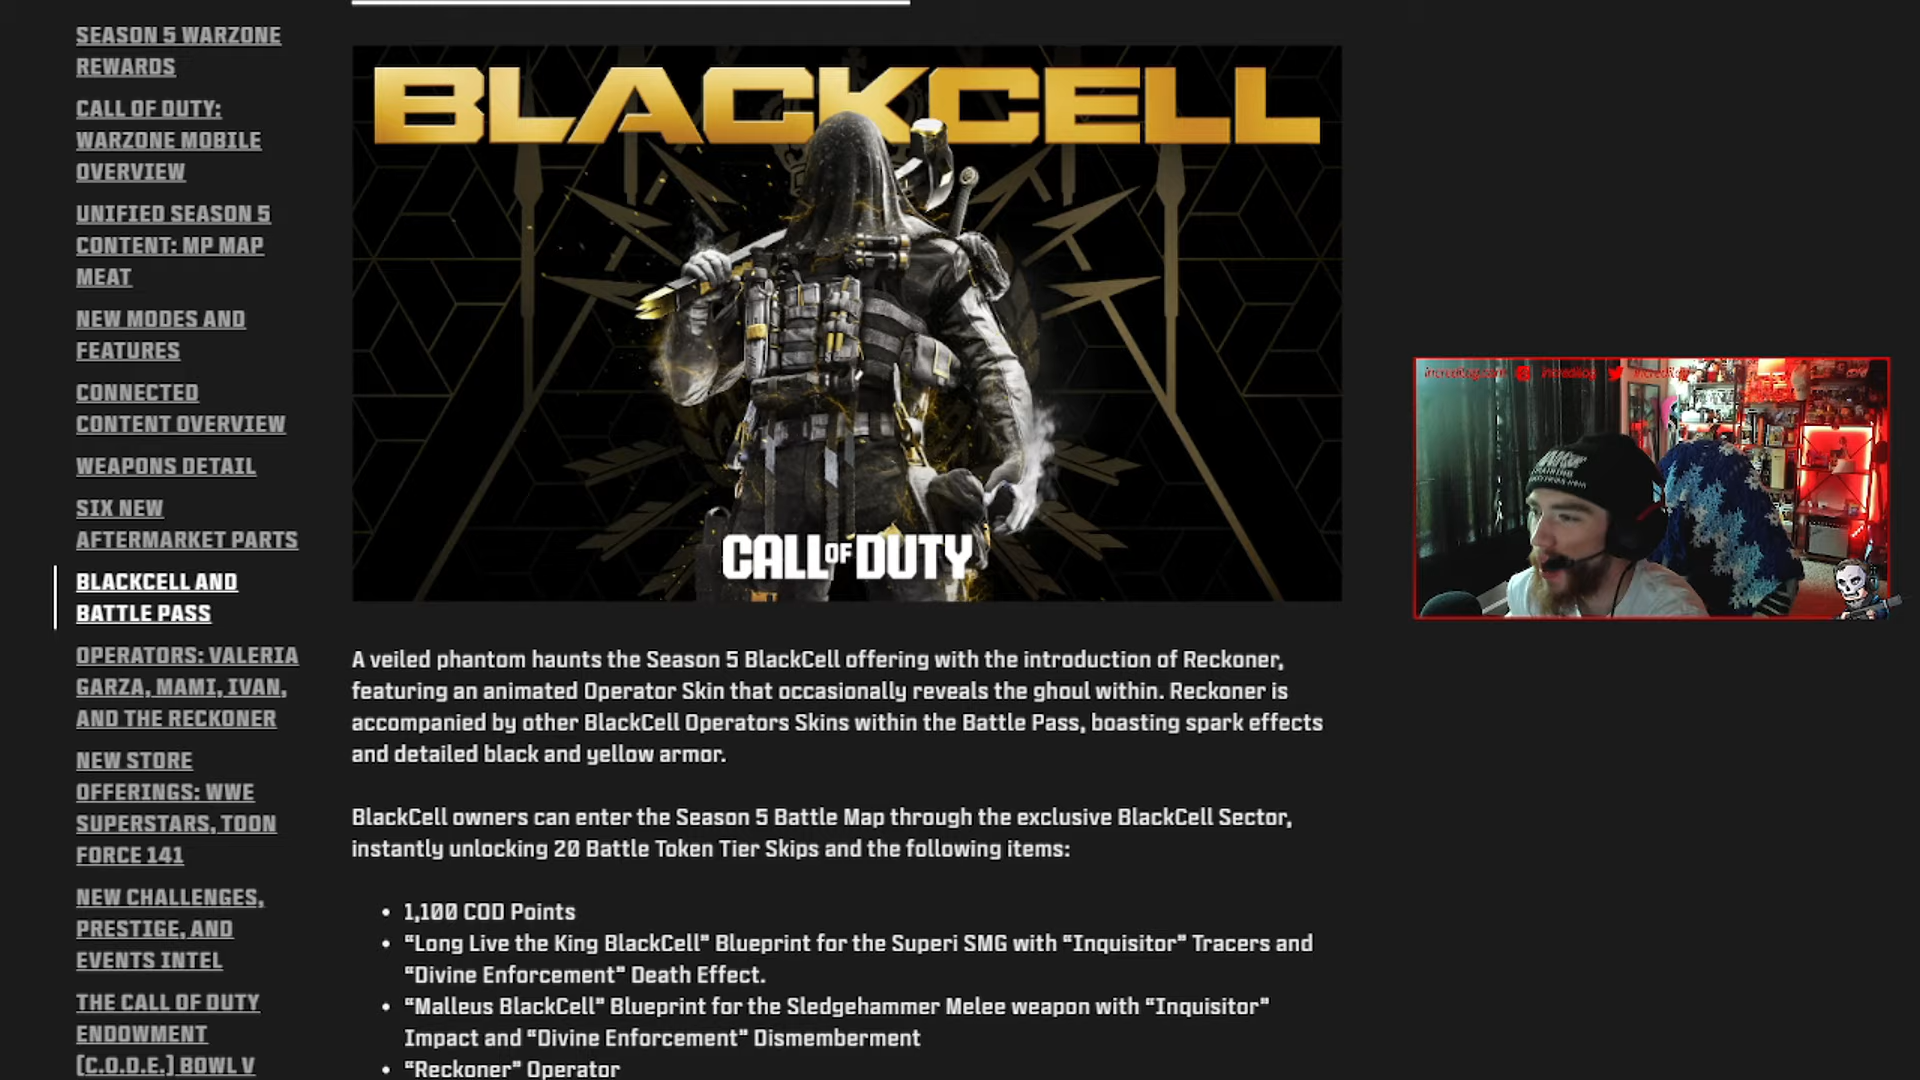 SEASON 5 WARZONE
REWARDS
CALL OF DUTY:
WARZONE MOBILE
OVERVIEW
UNIFIED SEASON 5
CONTENT: MP MAP
MEAT
NEW MODES AND
FEATURES
CONNECTED
CONTENT OVERVIEW
WEAPONS DETAIL
SIX NEW
AFTERMARKET PARTS
BLACKCELL AND
BATTLE PASS
OPERATORS: VALERIA
GARZA, MAMI, IVAN,
AND THE RECKONER
NEW STORE
OFFERINGS: WWE
SUPERSTARS, TOON
FORCE 141
NEW CHALLENGES,
PRESTIGE, AND
EVENTS INTEL
THE CALL OF DUTY
ENDOWMENT
[C.O.D.E.] BOWL V
BLACKCELL
CALL OF DUTY
A veiled phantom haunts the Season 5 BlackCell offering with the introduction of Reckoner,
featuring an animated Operator Skin that occasionally reveals the ghoul within. Reckoner is
accompanied by other BlackCell Operators Skins within the Battle Pass, boasting spark effects
and detailed black and yellow armor.
BlackCell owners can enter the Season 5 Battle Map through the exclusive BlackCell Sector,
instantly unlocking 20 Battle Token Tier Skips and the following items:
• 1,100 COD Points
• “Long Live the King BlackCell” Blueprint for the Superi SMG with “Inquisitor” Tracers and
“Divine Enforcement” Death Effect.
• “Malleus BlackCell” Blueprint for the Sledgehammer Melee weapon with “Inquisitor”
Impact and “Divine Enforcement” Dismemberment
• “Reckoner” Operator